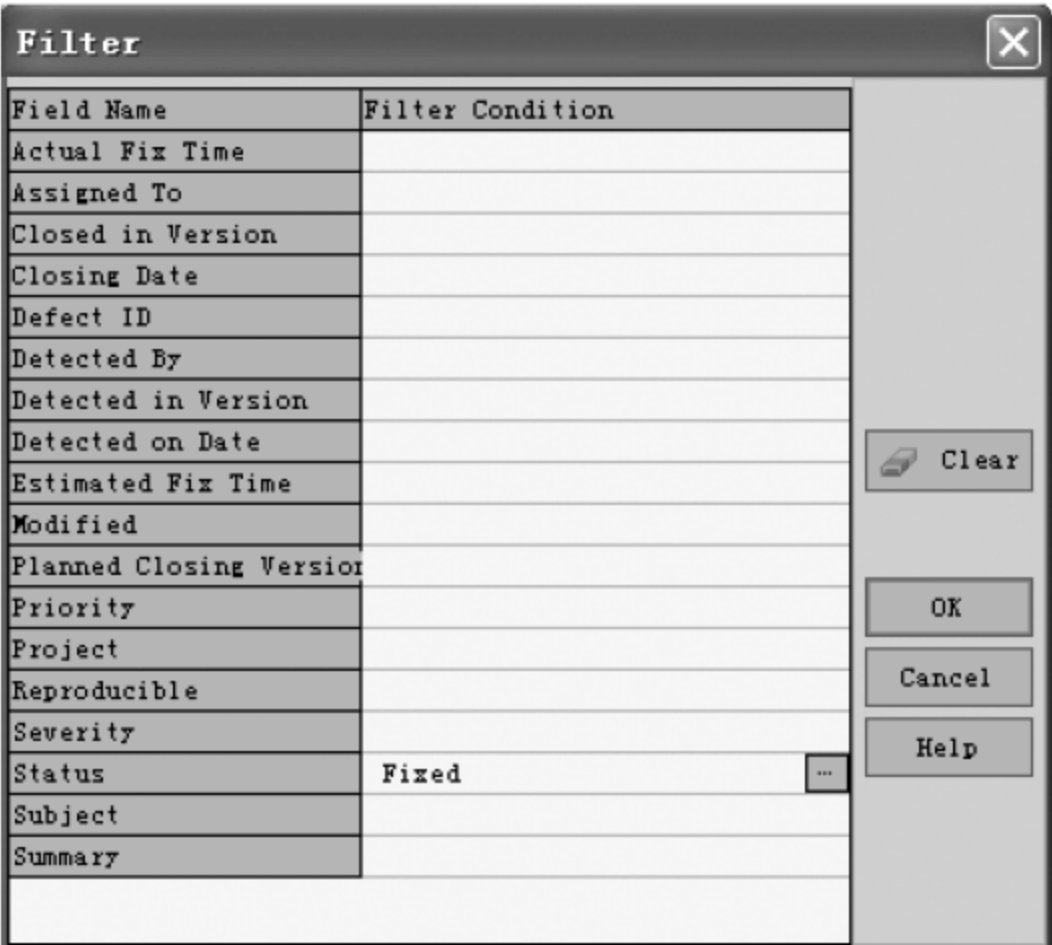 Filter
Field Name Filter Condition
Actual Fix Time
Assigned To
Closed in Version
Closing Date
Defect ID
Detected By
Detected in Version
Detected on Date
Estimated Fix Time
Modified
Planned Closing Version
Priority
Project
Reproducible
Severity
Status Fixed ...
Subject
Summary
Clear
OK
Cancel
Help